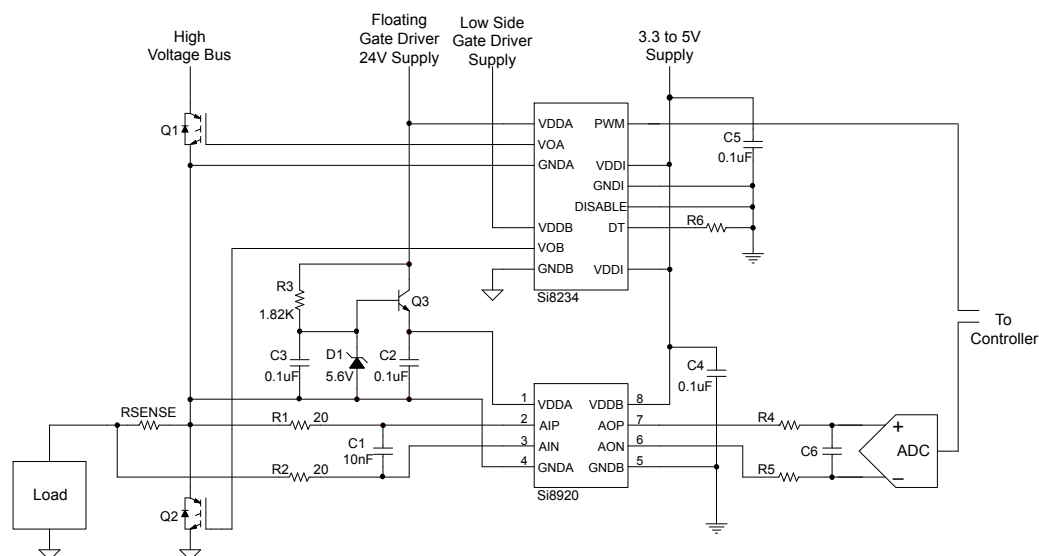 High
Voltage Bus
Floating
Gate Driver
24V Supply
Low Side
Gate Driver
Supply
3.3 to 5V
Supply
Q1
VDDA
VOA
GNDA
VDDB
VOB
GNDB
PWM
VDDI
GNDI
DISABLE
DT
VDDI
Si8234
C5
0.1uF
R6
R3
1.82K
Q3
C3
0.1uF
D1
5.6V
C2
0.1uF
To
Controller
C4
0.1uF
RSENSE
R1 20
C1
10nF
R2 20
1 VDDA
2 AIP
3 AIN
4 GNDA
VDDB 8
AOP 7
AON 6
GNDB 5
Si8920
R4
C6
R5
+
ADC
–
Load
Q2